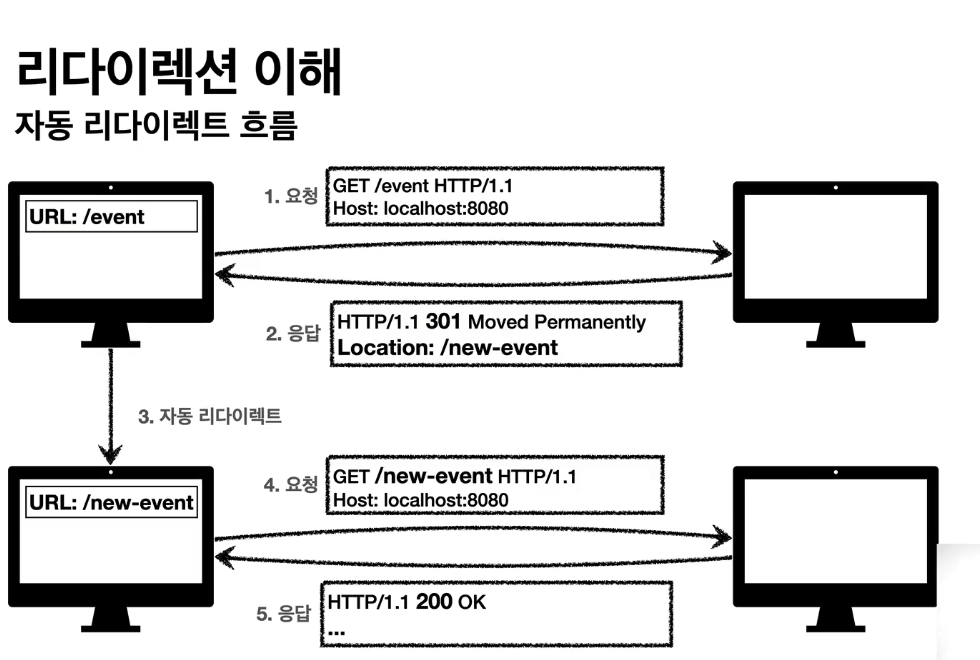 리다이렉션 이해
자동 리다이렉트 흐름
URL: /event
1. 요청
GET /event HTTP/1.1
Host: localhost:8080
2. 응답
HTTP/1.1 301 Moved Permanently
Location: /new-event
3. 자동 리다이렉트
URL: /new-event
4. 요청
GET /new-event HTTP/1.1
Host: localhost:8080
5. 응답
HTTP/1.1 200 OK
...